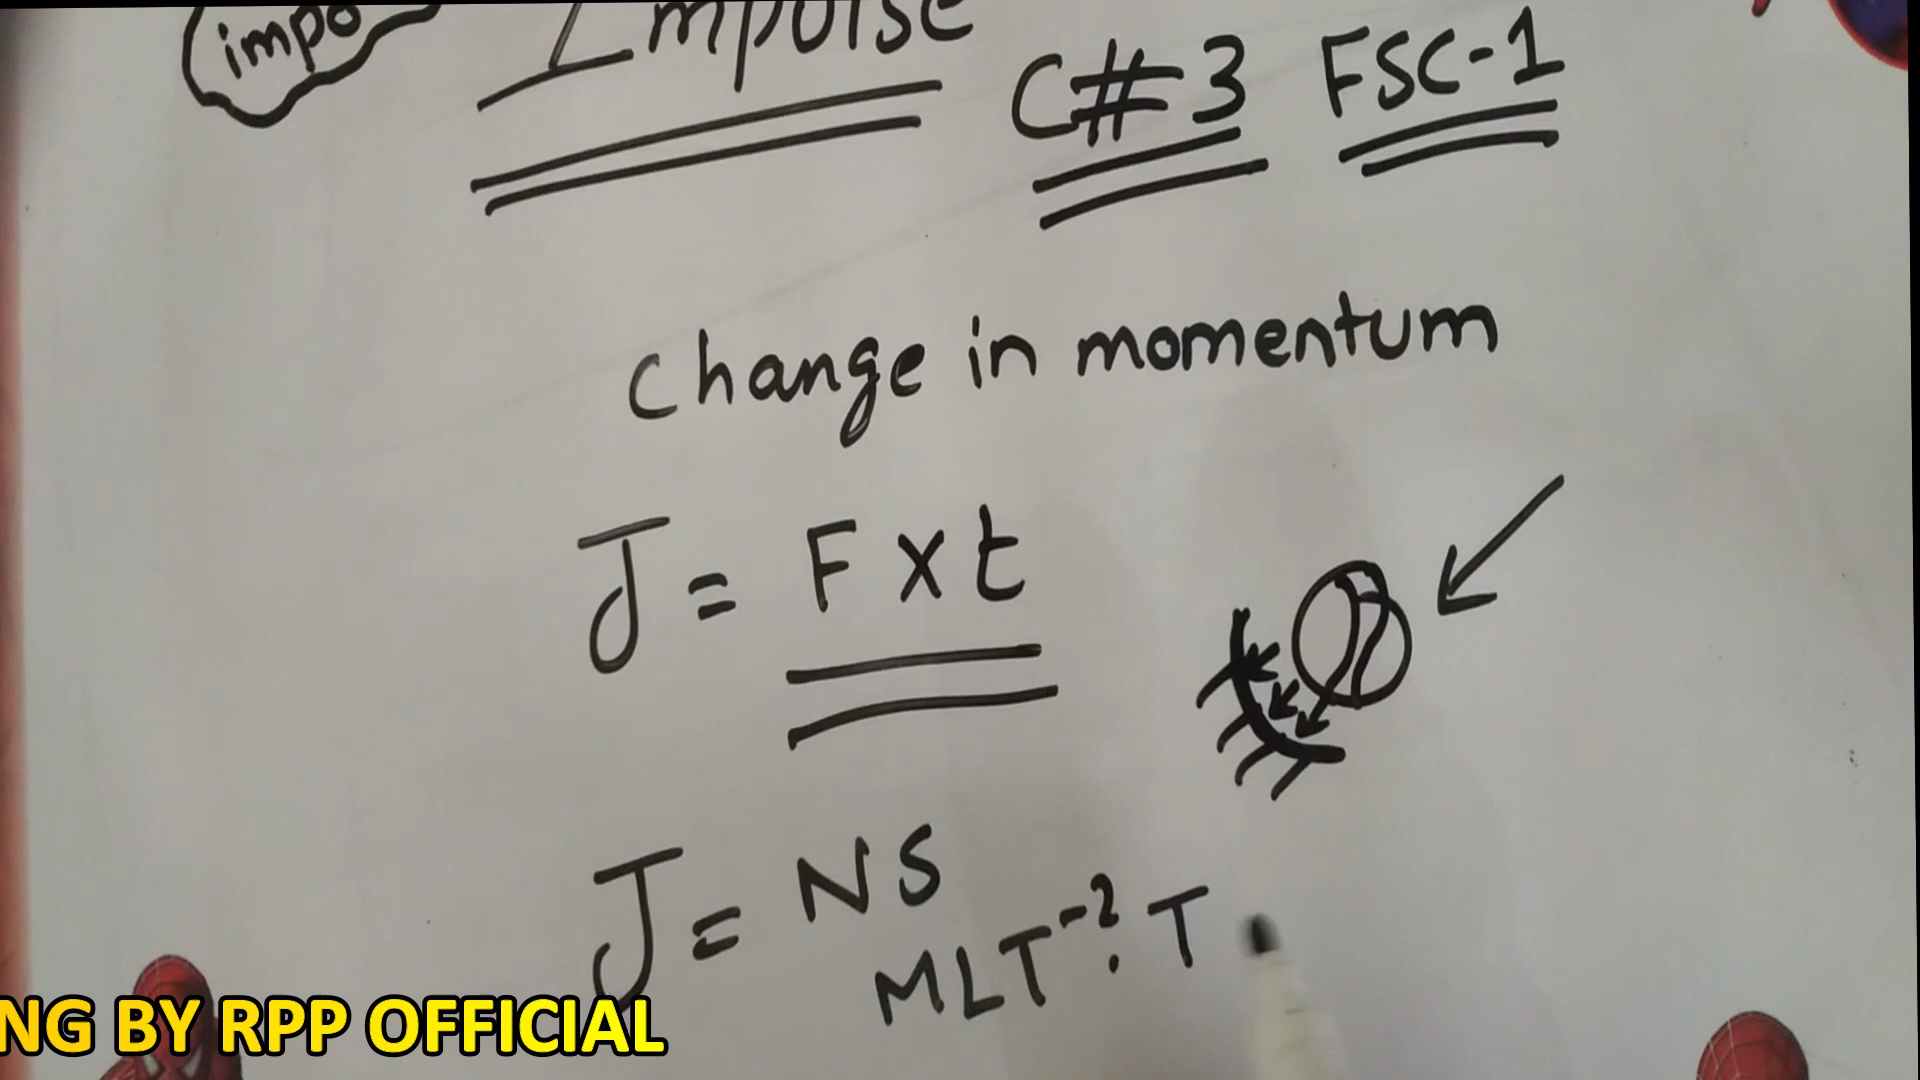 impo Impulse C#3 FSC-1
change in momentum
J = F x t
J = NS
MLT⁻². T
NG BY RPP OFFICIAL